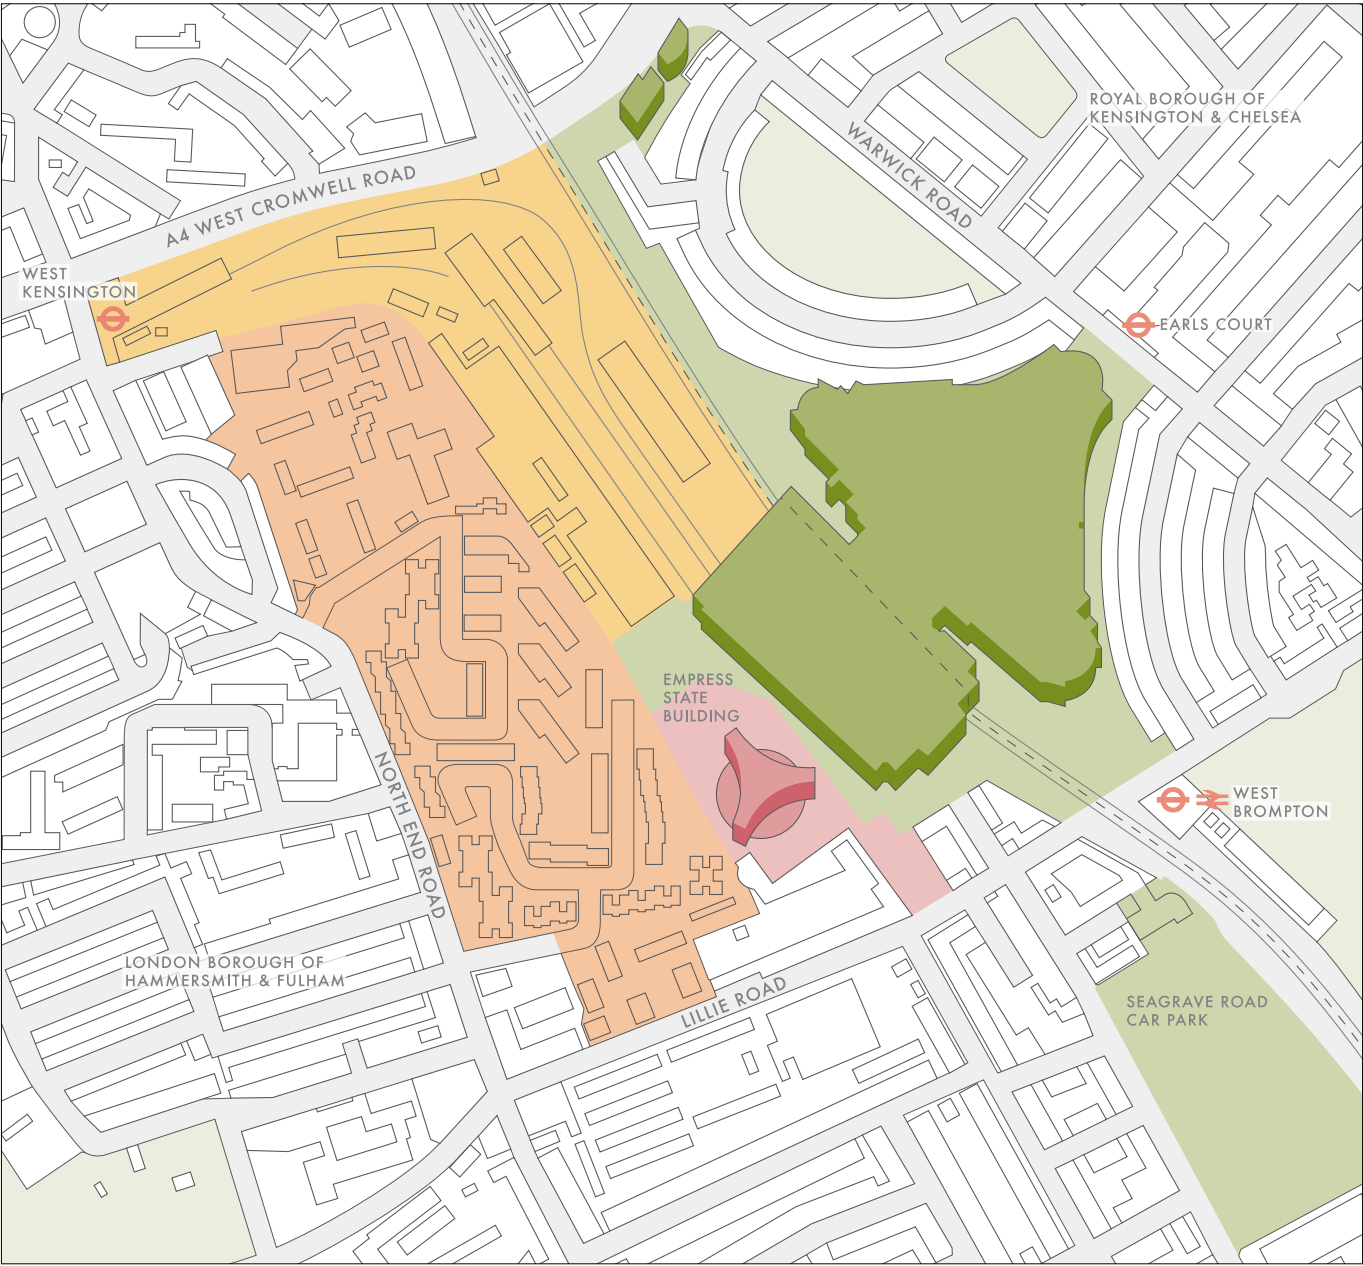 ROYAL BOROUGH OF
KENSINGTON & CHELSEA
WARWICK ROAD
A4 WEST CROMWELL ROAD
WEST
KENSINGTON
EARLS COURT
EMPRESS
STATE
BUILDING
NORTH END ROAD
WEST
BROMPTON
LONDON BOROUGH OF
HAMMERSMITH & FULHAM
LILLIE ROAD
SEAGRAVE ROAD
CAR PARK